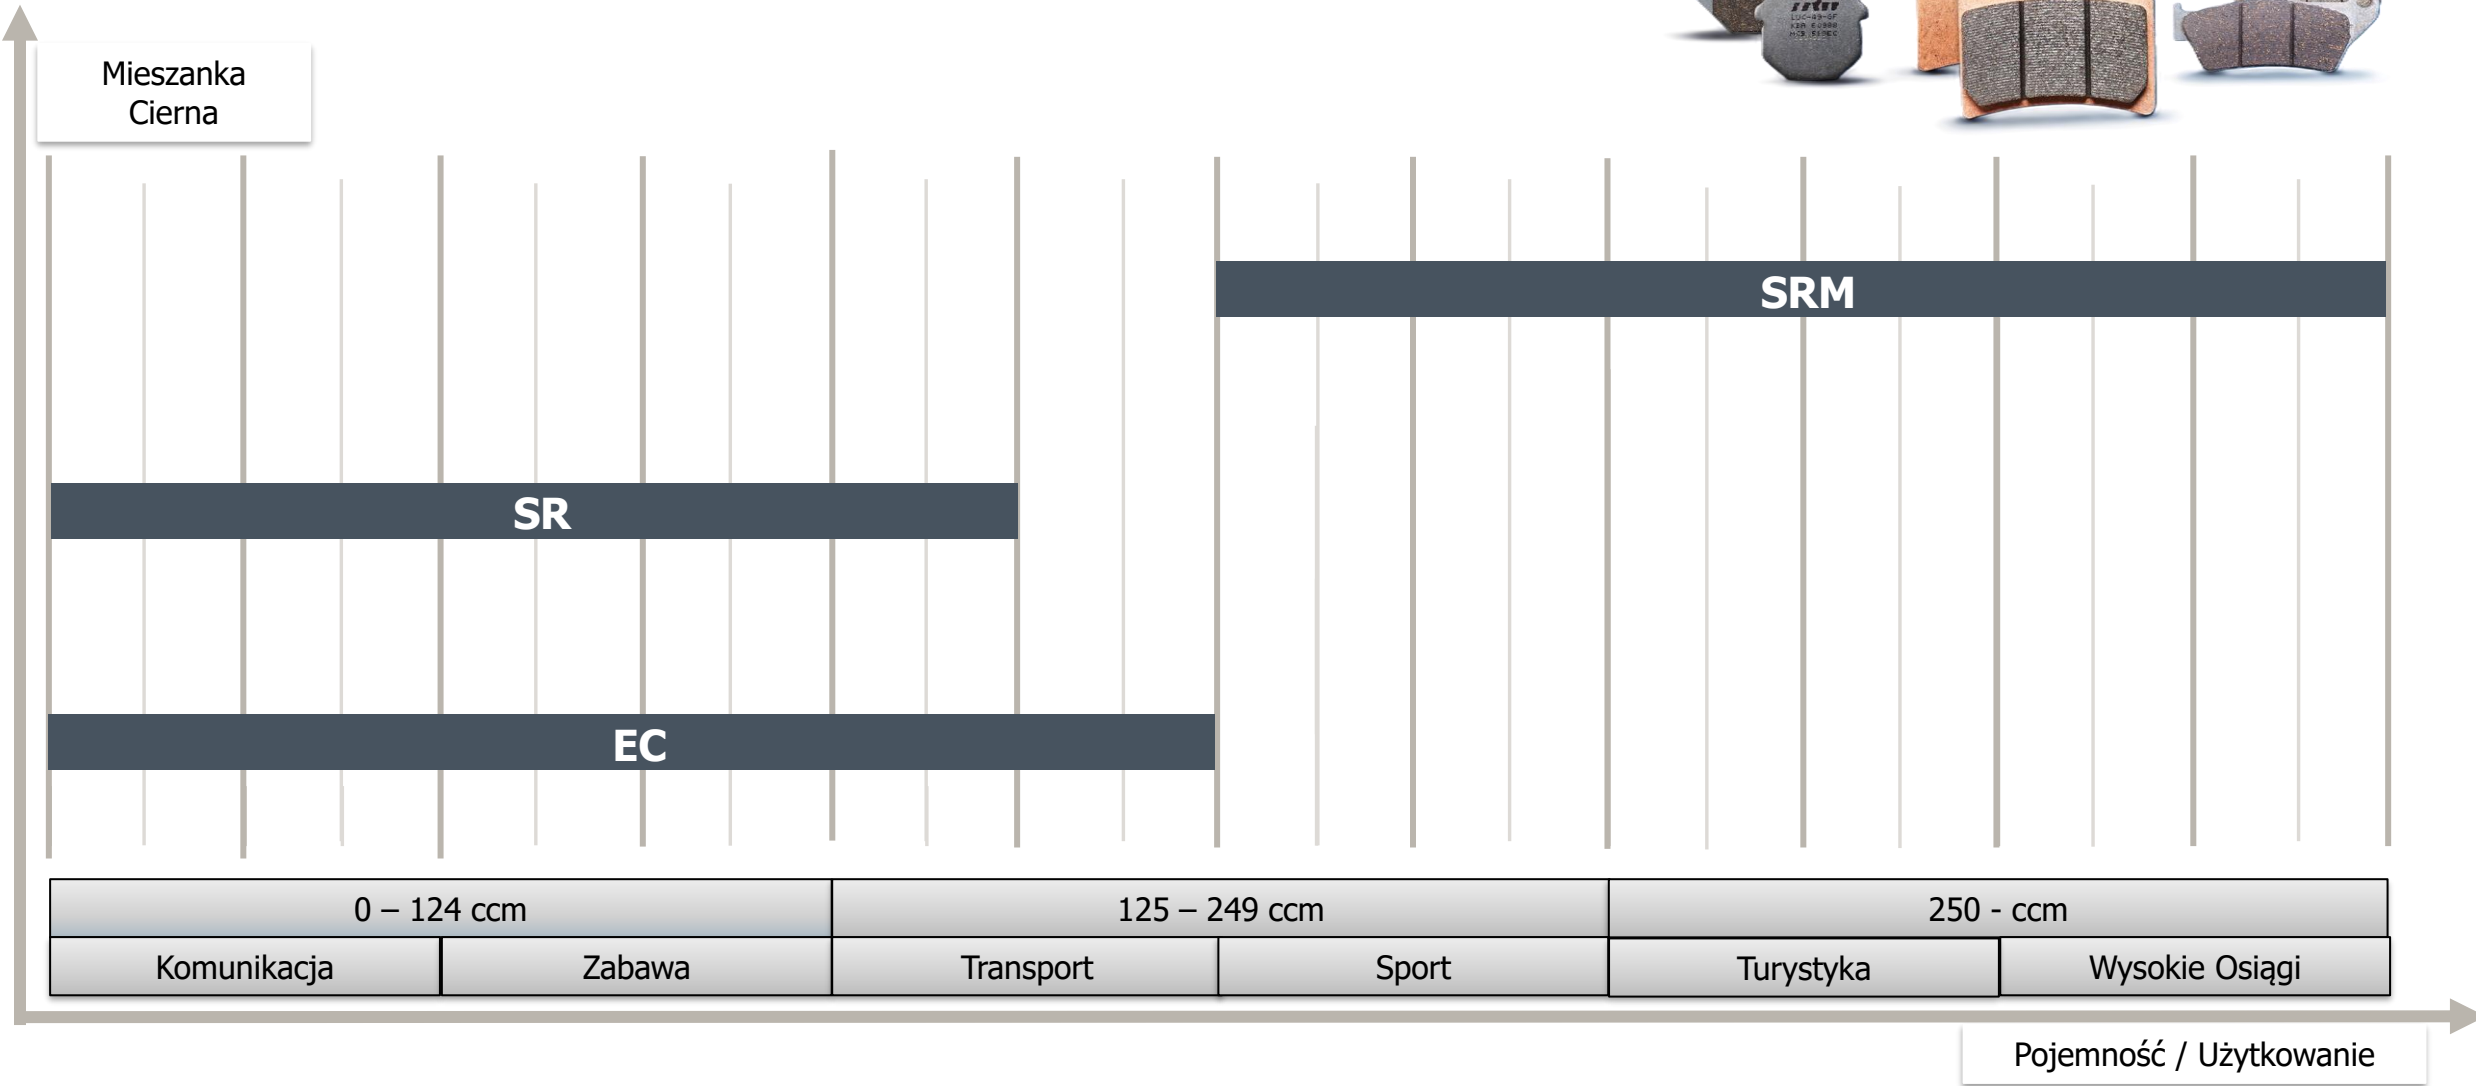 TRW
Mieszanka
Cierna
SRM
SR
EC
0 – 124 ccm
125 – 249 ccm
250 - ccm
Komunikacja
Zabawa
Transport
Sport
Turystyka
Wysokie Osiągi
Pojemność / Użytkowanie